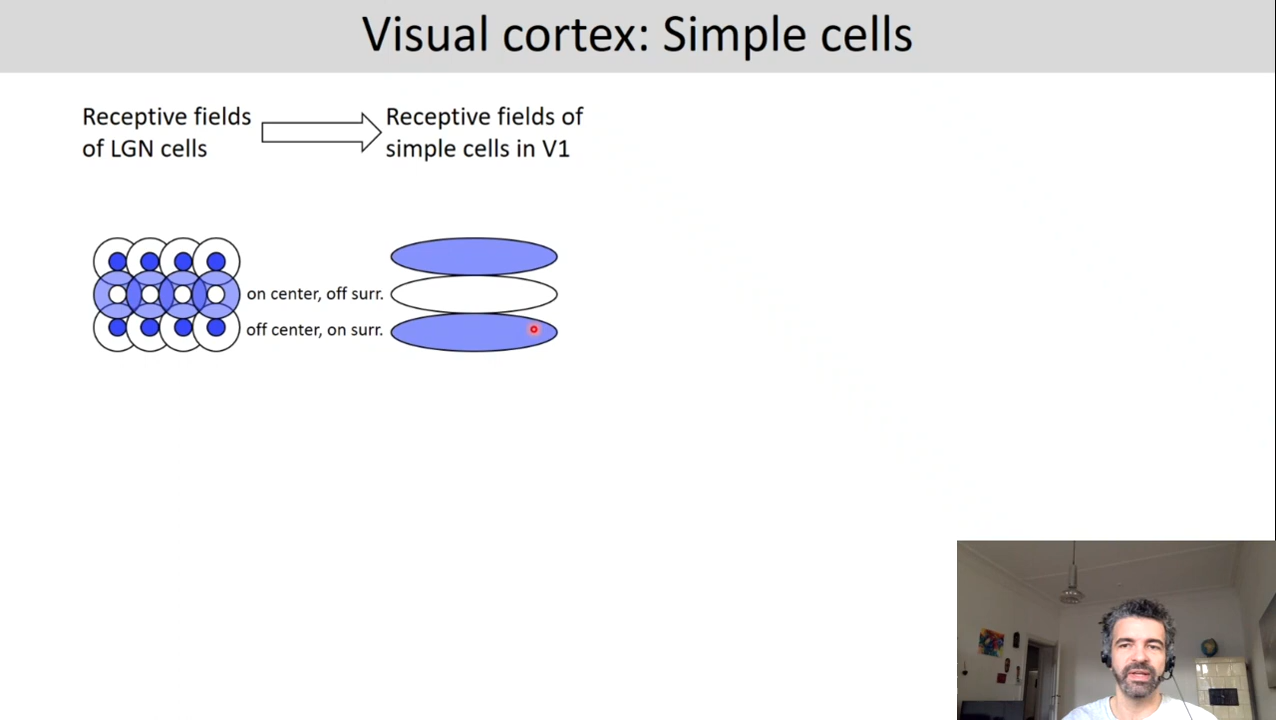 Visual cortex: Simple cells
Receptive fields
of LGN cells
Receptive fields of
simple cells in V1
on center, off surr.
off center, on surr.